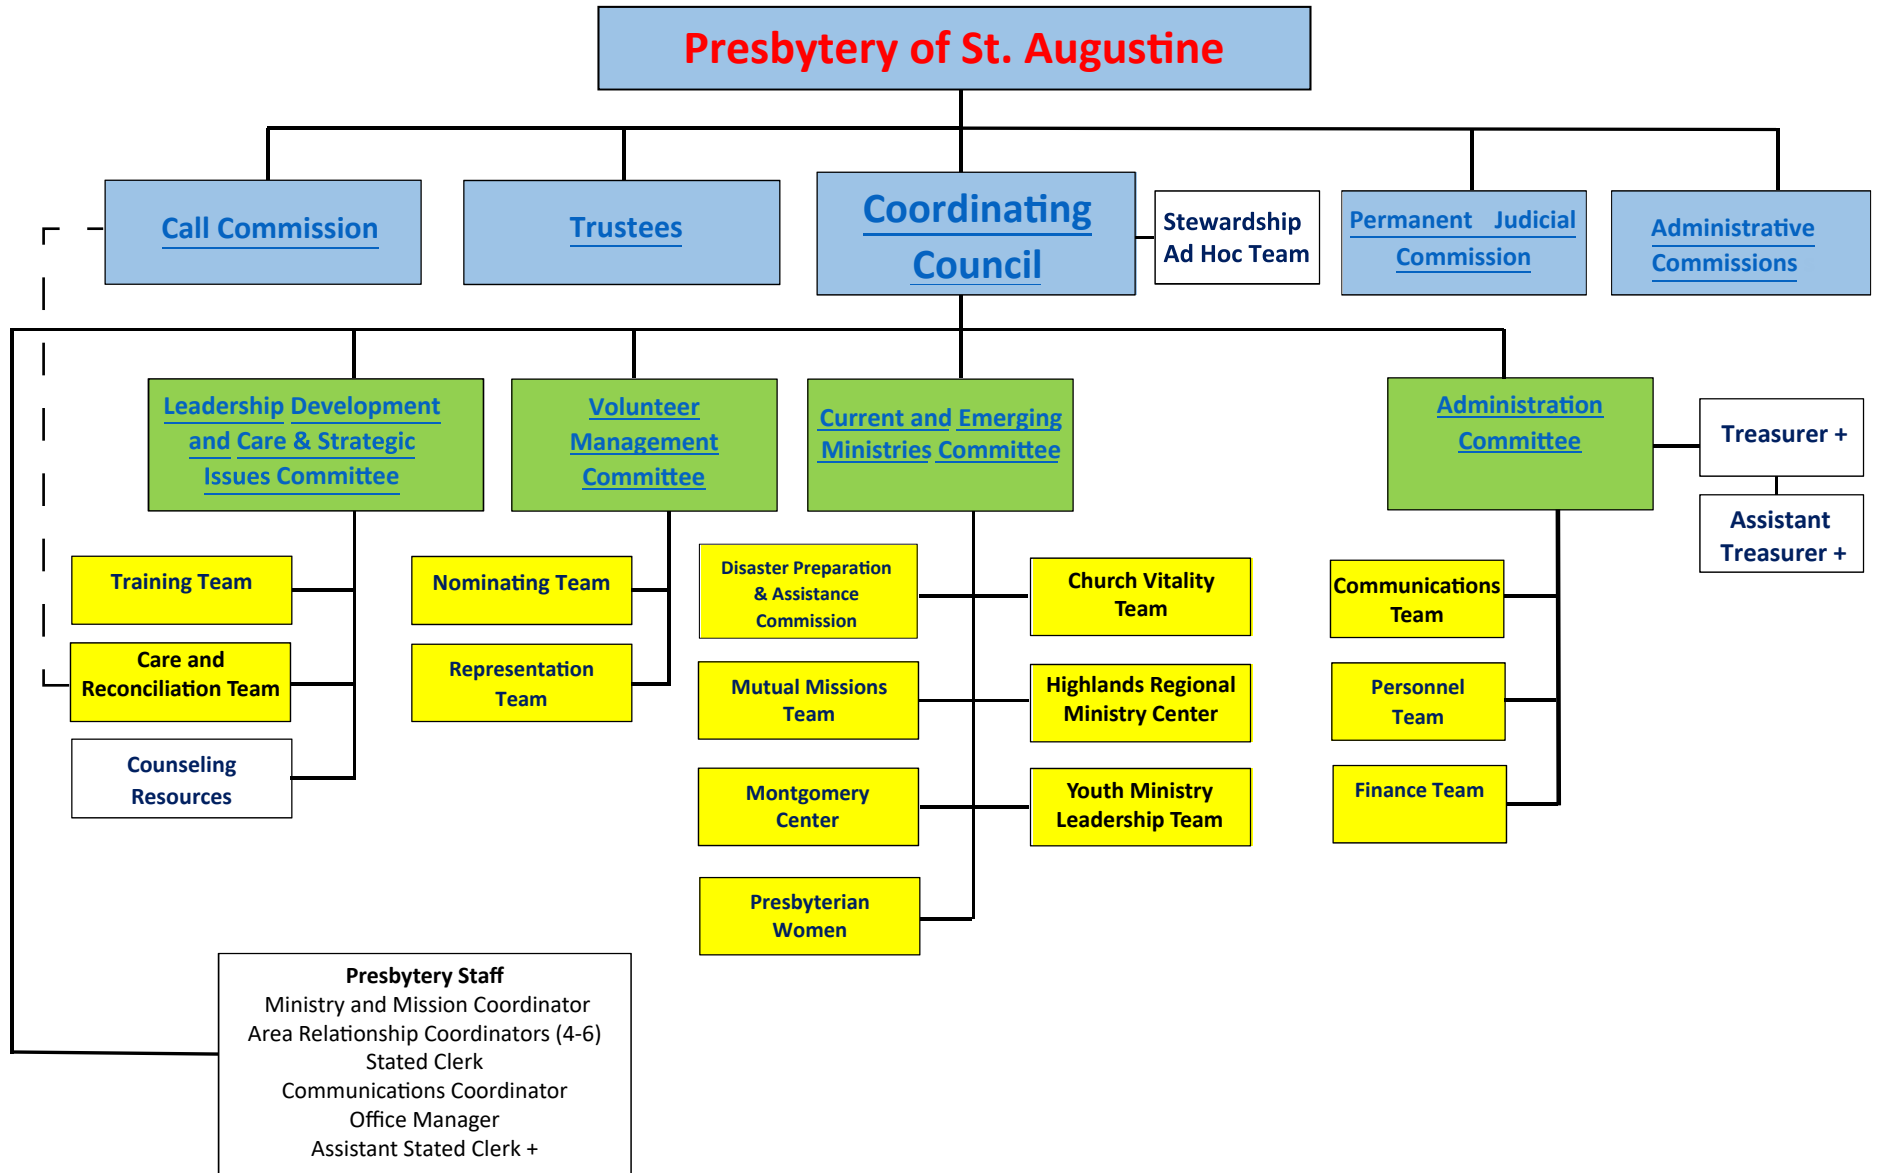 Presbytery of St. Augustine
Call Commission
Trustees
Coordinating
Council
Stewardship
Ad Hoc Team
Permanent Judicial
Commission
Administrative
Commissions
Leadership Development
and Care & Strategic
Issues Committee
Volunteer
Management
Committee
Current and Emerging
Ministries Committee
Administration
Committee
Treasurer +
Assistant
Treasurer +
Training Team
Care and
Reconciliation Team
Counseling
Resources
Nominating Team
Representation
Team
Disaster Preparation
& Assistance
Commission
Mutual Missions
Team
Montgomery
Center
Presbyterian
Women
Church Vitality
Team
Highlands Regional
Ministry Center
Youth Ministry
Leadership Team
Communications
Team
Personnel
Team
Finance Team
Presbytery Staff
Ministry and Mission Coordinator
Area Relationship Coordinators (4-6)
Stated Clerk
Communications Coordinator
Office Manager
Assistant Stated Clerk +